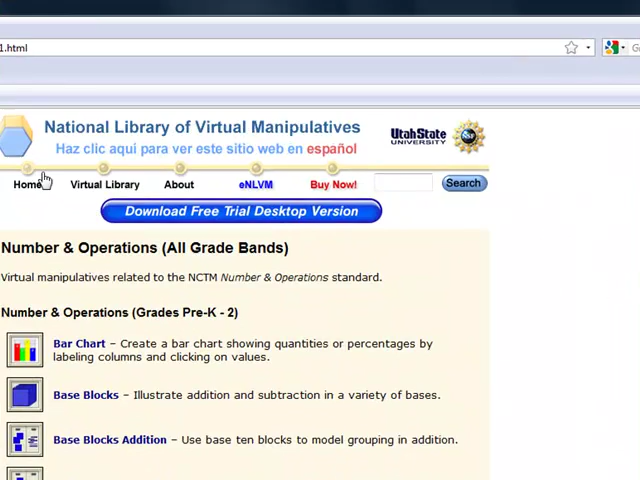 1.html
National Library of Virtual Manipulatives
Haz clic aquí para ver este sitio web en español
UtahState
UNIVERSITY
NSF
Home Virtual Library About eNLVM Buy Now! Search
Download Free Trial Desktop Version
Number & Operations (All Grade Bands)
Virtual manipulatives related to the NCTM Number & Operations standard.
Number & Operations (Grades Pre-K - 2)
Bar Chart – Create a bar chart showing quantities or percentages by
labeling columns and clicking on values.
Base Blocks – Illustrate addition and subtraction in a variety of bases.
Base Blocks Addition – Use base ten blocks to model grouping in addition.